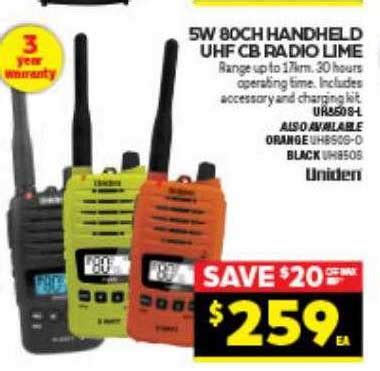 3
year
warranty
5W 80CH HANDHELD
UHF CB RADIO LIME
Range up to 17km. 30 hours
operating time. Includes
accessory and charging kit.
UH850S-L
ALSO AVAILABLE
ORANGE UH850S-O
BLACK UH850S
Uniden
SAVE $20 OFF MAX
$259 EA